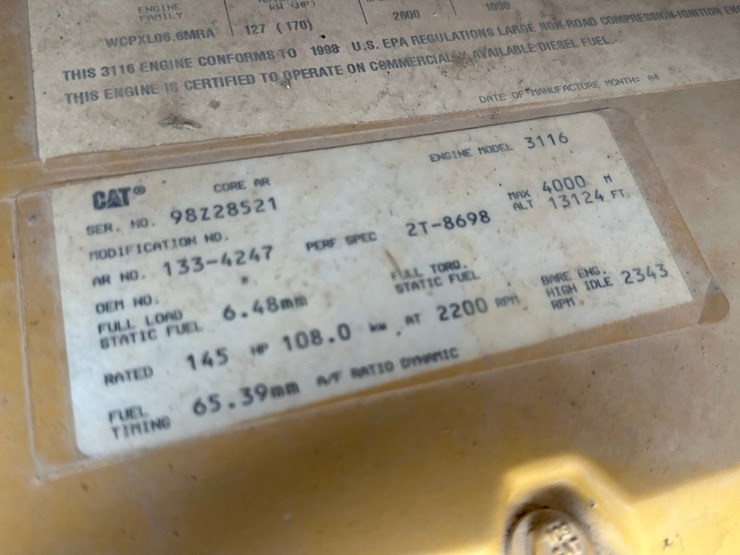 ENGINE FAMILY
WCPXL06.6MRA
KW (HP)
127 (170)
2600
THIS 3116 ENGINE CONFORMS TO 1998 U.S. EPA REGULATIONS LARGE NON-ROAD COMPRESSION-IGNITION
THIS ENGINE IS CERTIFIED TO OPERATE ON COMMERCIALLY AVAILABLE DIESEL FUEL
DATE OF MANUFACTURE MONTH: 04
CAT® CORE AR ENGINE MODEL 3116
SER. NO. 98Z28521
MODIFICATION NO. MAX ALT 4000 M 13124 FT.
AR NO. 133-4247 PERF SPEC 2T-8698
OEM NO.
FULL LOAD STATIC FUEL 6.48mm FULL TORQ. STATIC FUEL BARE ENG. HIGH IDLE RPM. 2343
RATED 145 HP 108.0 kw AT 2200 RPM
FUEL TIMING 65.39mm A/F RATIO DYNAMIC